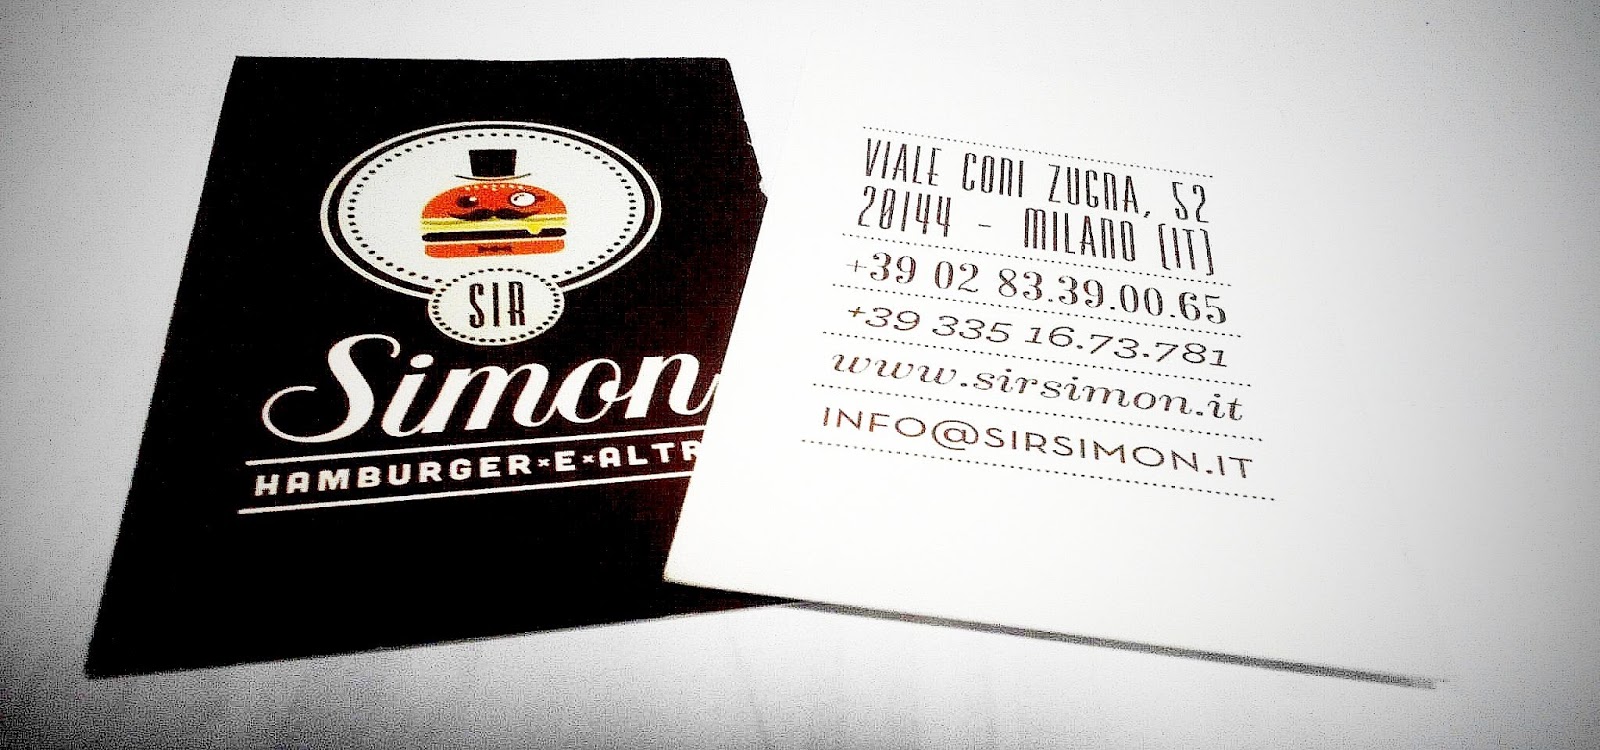 SIR
Simon
HAMBURGER×E×ALTR
VIALE CONI ZUGNA, 52
20144 - MILANO (IT)
+39 02 83.39.00.65
+39 335 16.73.781
www.sirsimon.it
INFO@SIRSIMON.IT